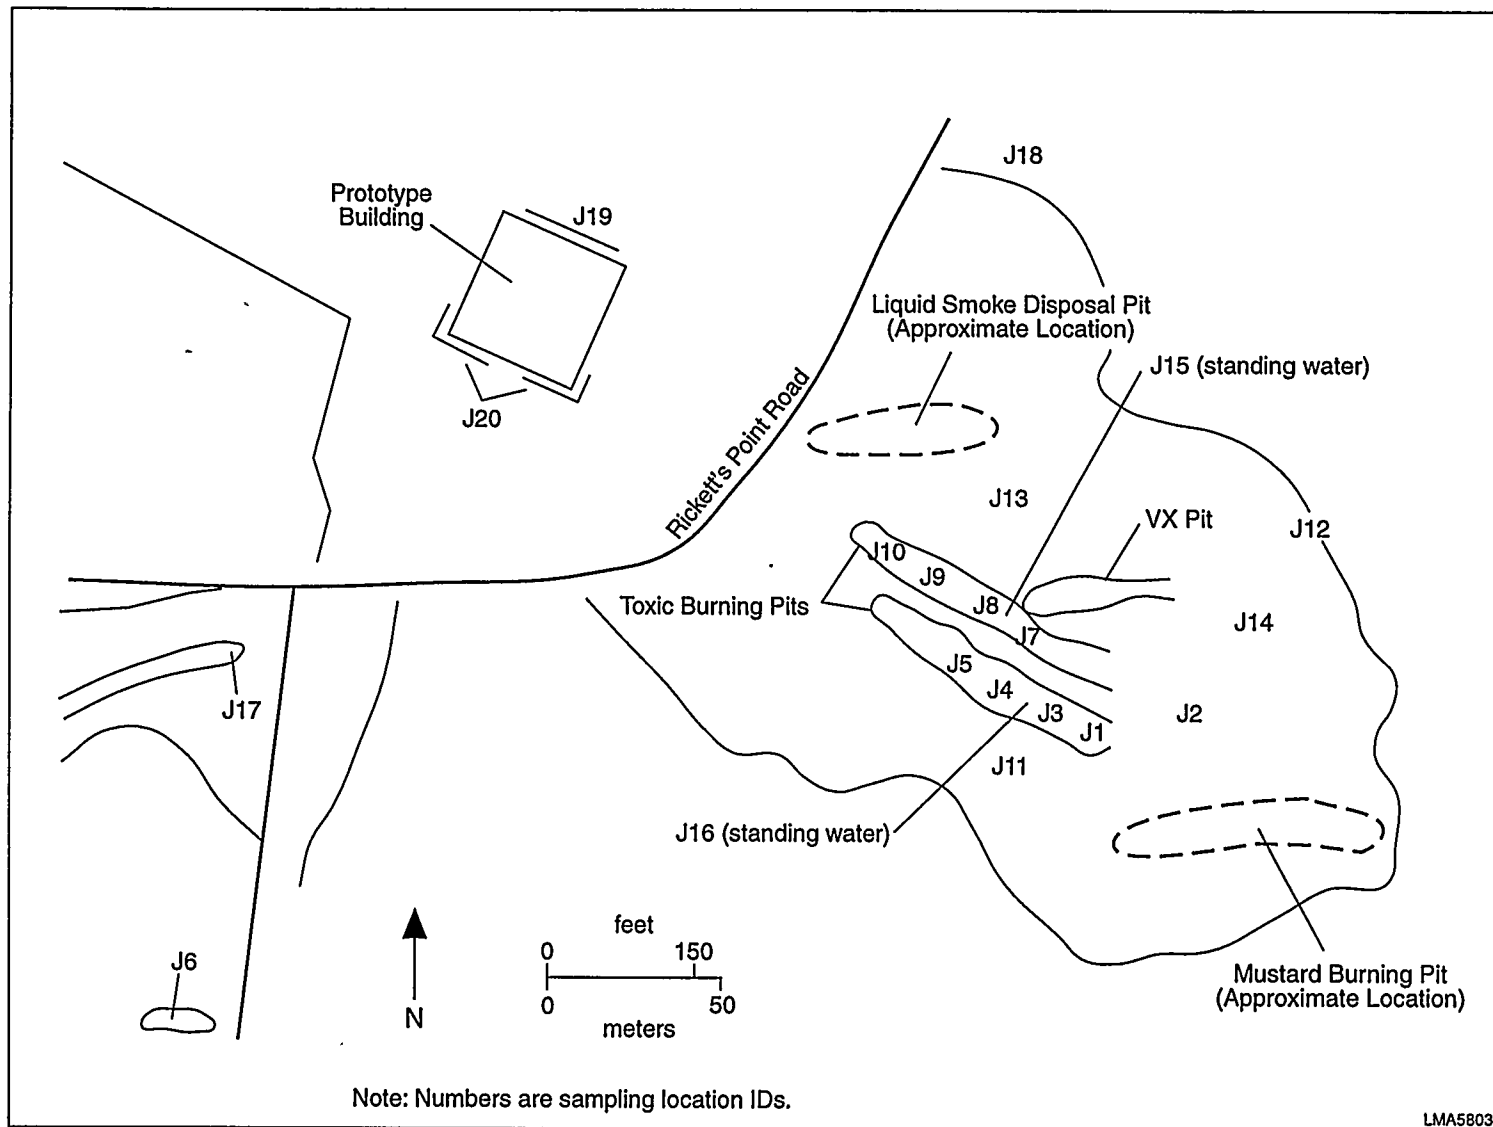 J18
Prototype
Building
J19
Liquid Smoke Disposal Pit
(Approximate Location)
J15 (standing water)
J20
Rickett's Point Road
J13
VX Pit
J12
J10
J9
J8
Toxic Burning Pits
J7
J14
J5
J4
J3
J1
J2
J17
J11
J16 (standing water)
feet
0 150
0 50
meters
N
J6
Mustard Burning Pit
(Approximate Location)
Note: Numbers are sampling location IDs.
LMA5803